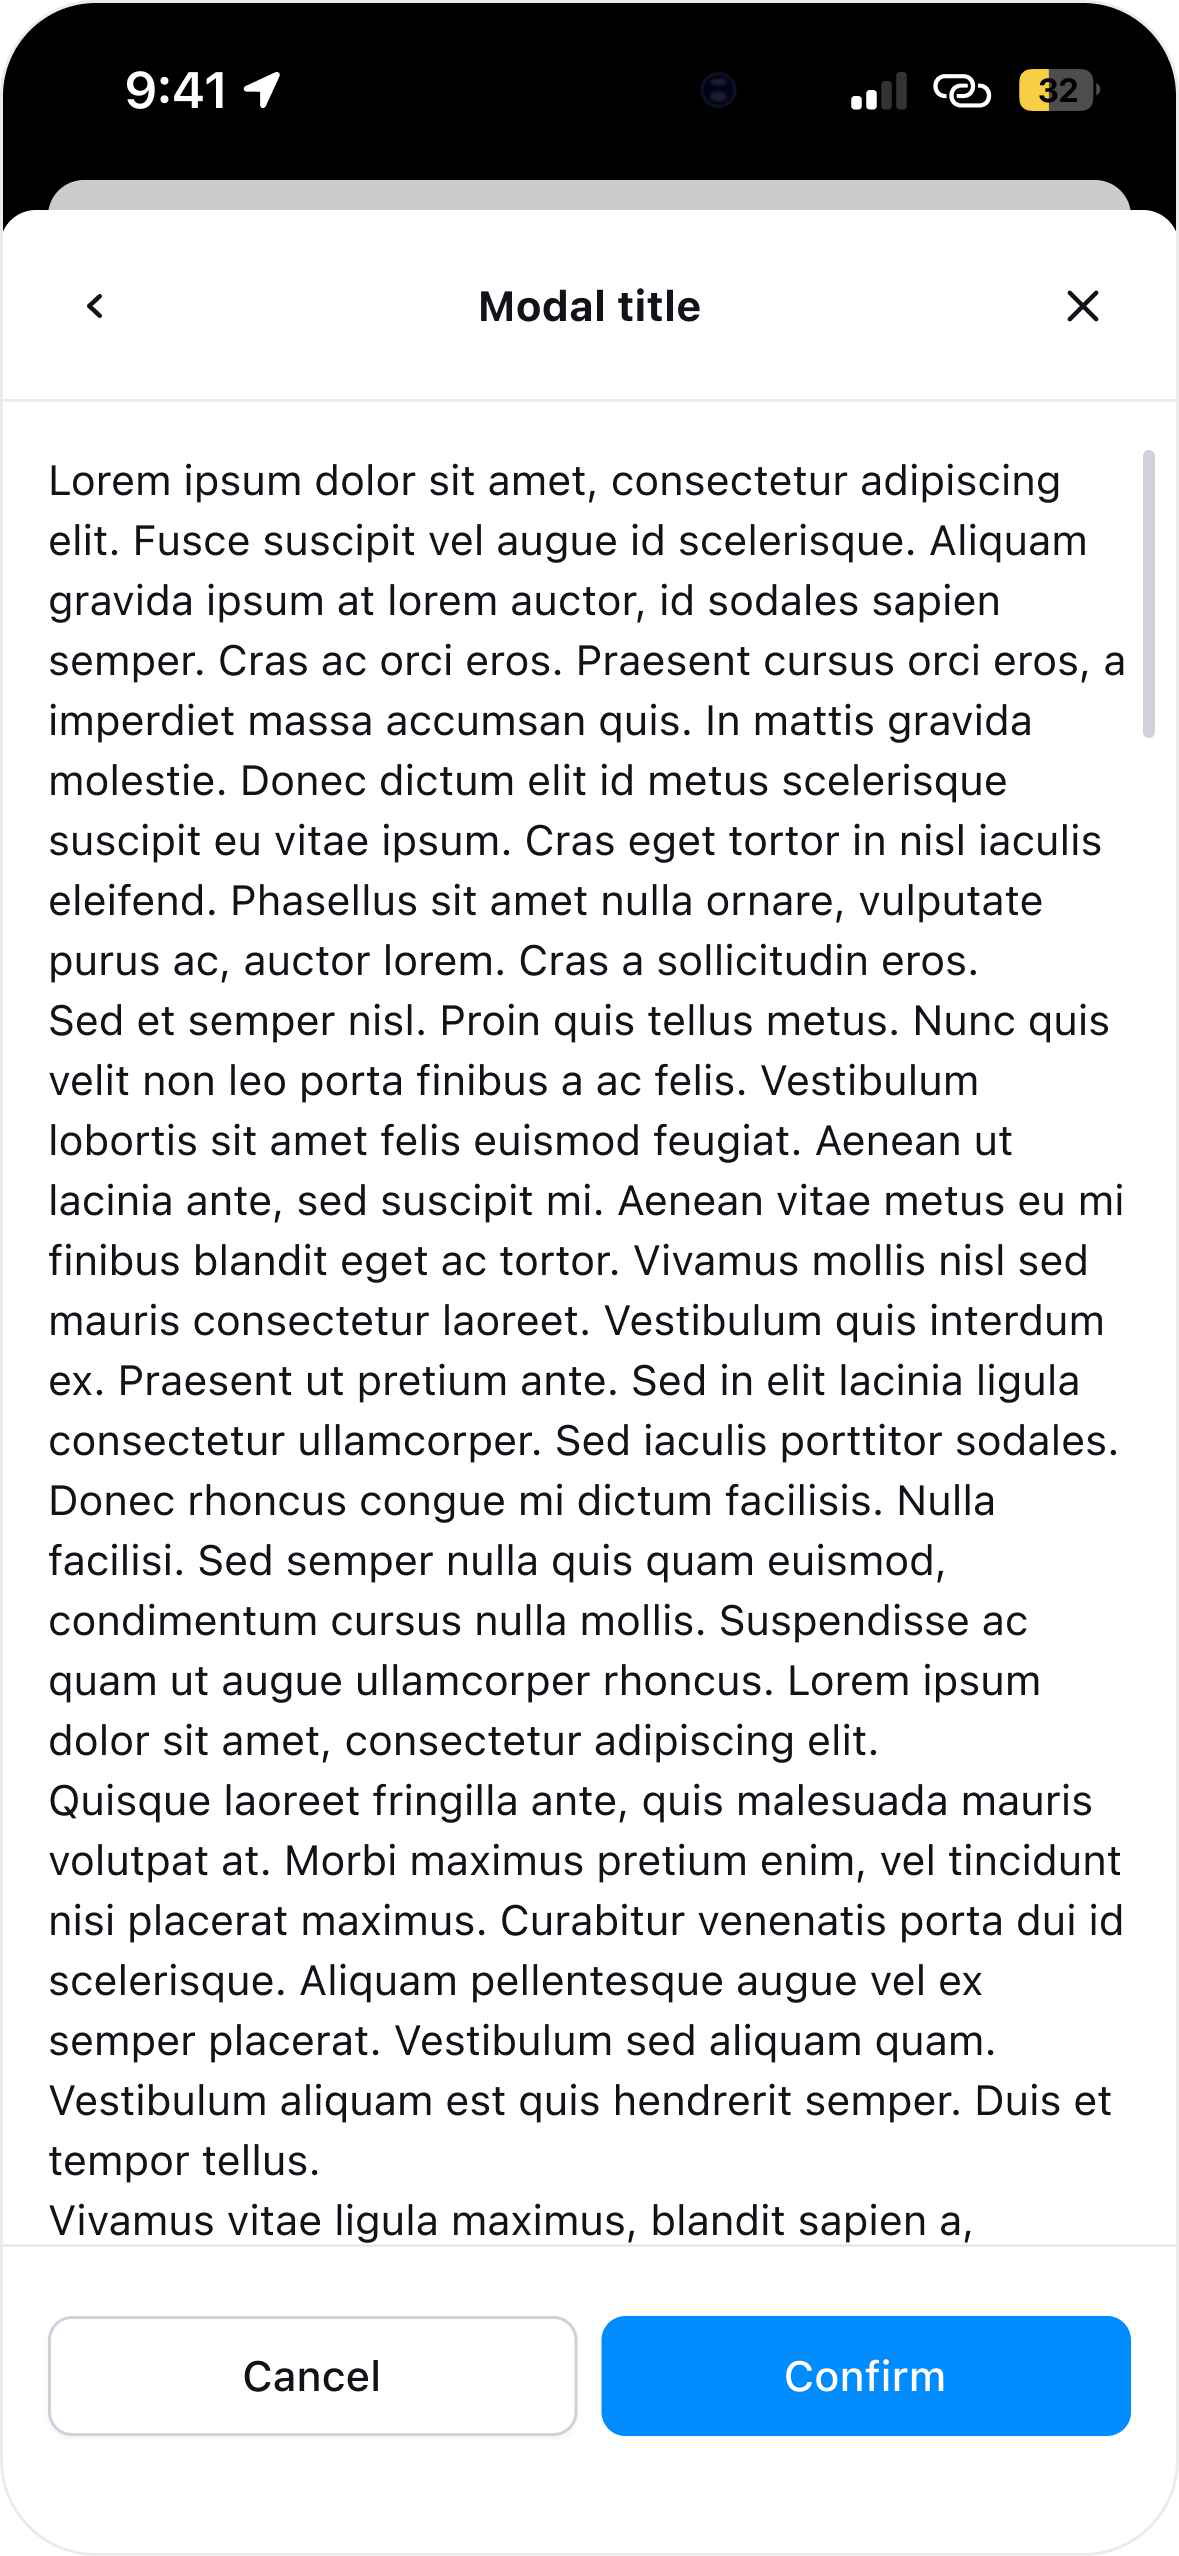 9:41
32
Modal title
Lorem ipsum dolor sit amet, consectetur adipiscing
elit. Fusce suscipit vel augue id scelerisque. Aliquam
gravida ipsum at lorem auctor, id sodales sapien
semper. Cras ac orci eros. Praesent cursus orci eros, a
imperdiet massa accumsan quis. In mattis gravida
molestie. Donec dictum elit id metus scelerisque
suscipit eu vitae ipsum. Cras eget tortor in nisl iaculis
eleifend. Phasellus sit amet nulla ornare, vulputate
purus ac, auctor lorem. Cras a sollicitudin eros.
Sed et semper nisl. Proin quis tellus metus. Nunc quis
velit non leo porta finibus a ac felis. Vestibulum
lobortis sit amet felis euismod feugiat. Aenean ut
lacinia ante, sed suscipit mi. Aenean vitae metus eu mi
finibus blandit eget ac tortor. Vivamus mollis nisl sed
mauris consectetur laoreet. Vestibulum quis interdum
ex. Praesent ut pretium ante. Sed in elit lacinia ligula
consectetur ullamcorper. Sed iaculis porttitor sodales.
Donec rhoncus congue mi dictum facilisis. Nulla
facilisi. Sed semper nulla quis quam euismod,
condimentum cursus nulla mollis. Suspendisse ac
quam ut augue ullamcorper rhoncus. Lorem ipsum
dolor sit amet, consectetur adipiscing elit.
Quisque laoreet fringilla ante, quis malesuada mauris
volutpat at. Morbi maximus pretium enim, vel tincidunt
nisi placerat maximus. Curabitur venenatis porta dui id
scelerisque. Aliquam pellentesque augue vel ex
semper placerat. Vestibulum sed aliquam quam.
Vestibulum aliquam est quis hendrerit semper. Duis et
tempor tellus.
Vivamus vitae ligula maximus, blandit sapien a,
Cancel
Confirm